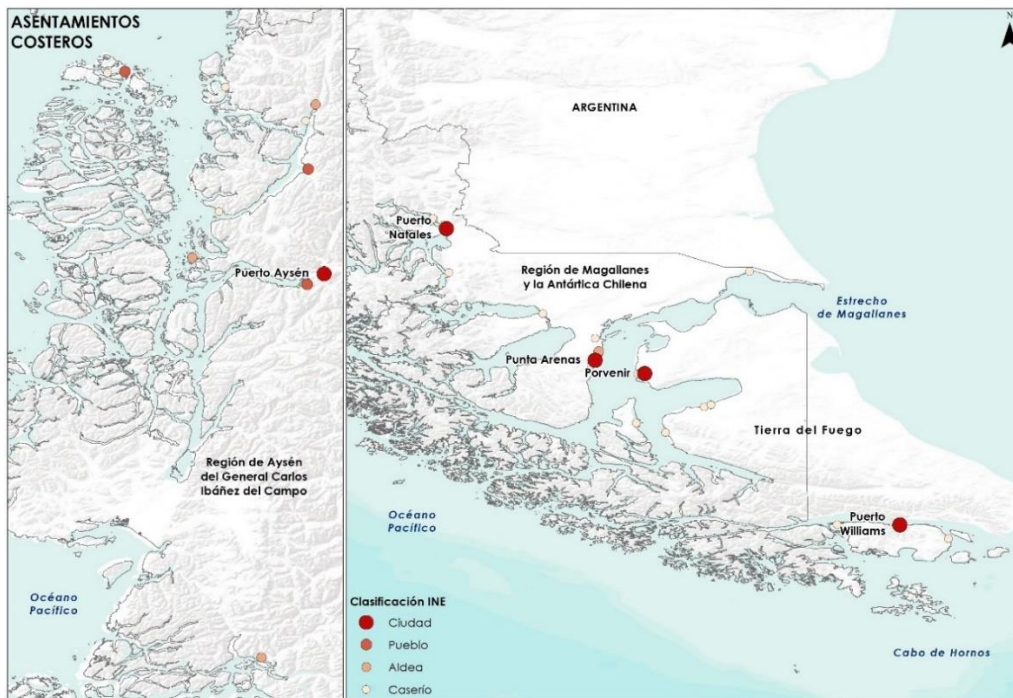 ASENTAMIENTOS
COSTEROS
Puerto Aysén
Región de Aysén
del General Carlos
Ibáñez del Campo
Océano
Pacífico
N
ARGENTINA
Puerto
Natales
Región de Magallanes
y la Antártica Chilena
Estrecho
de Magallanes
Punta Arenas
Porvenir
Tierra del Fuego
Océano
Pacífico
Puerto
Williams
Cabo de Hornos
Clasificación INE
Ciudad
Pueblo
Aldea
Caserío